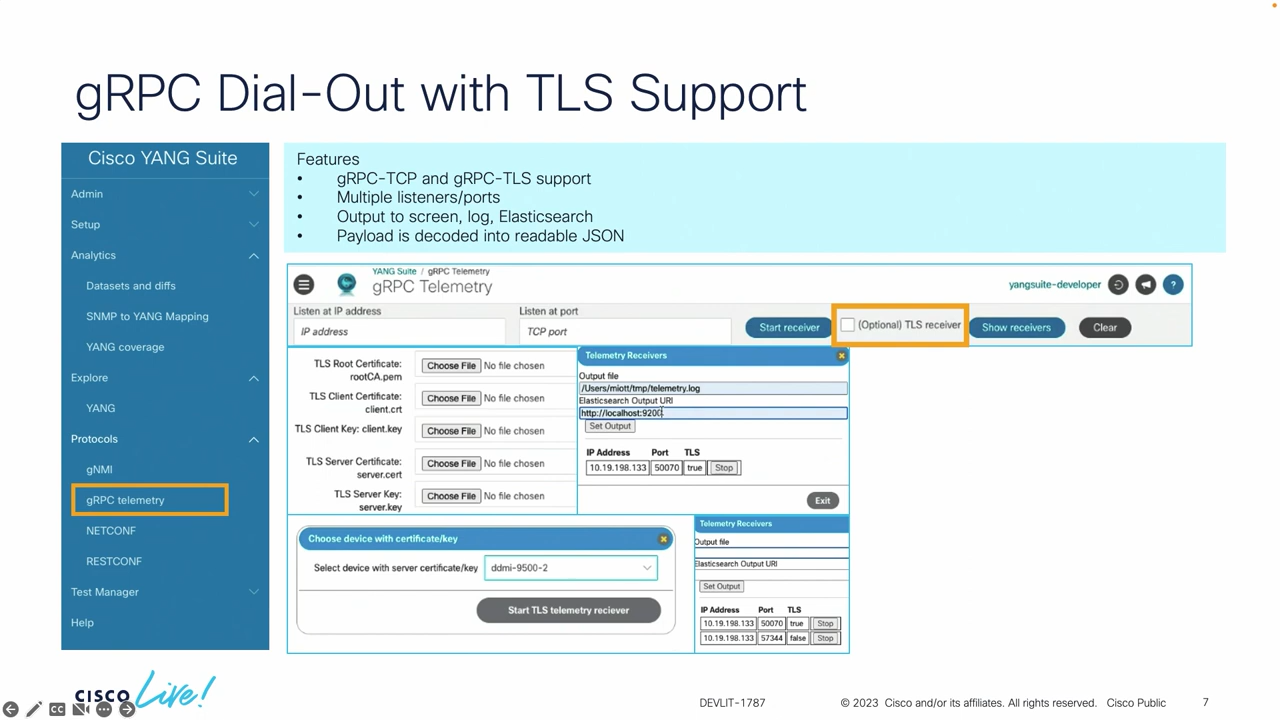 gRPC Dial-Out with TLS Support
Cisco YANG Suite
Admin
Setup
Analytics
Datasets and diffs
SNMP to YANG Mapping
YANG coverage
Explore
YANG
Protocols
gNMI
gRPC telemetry
NETCONF
RESTCONF
Test Manager
Help
Features
• gRPC-TCP and gRPC-TLS support
• Multiple listeners/ports
• Output to screen, log, Elasticsearch
• Payload is decoded into readable JSON
YANG Suite / gRPC Telemetry
gRPC Telemetry
yangsuite-developer
?
Listen at IP address
Listen at port
IP address
TCP port
Start receiver
(Optional) TLS receiver
Show receivers
Clear
TLS Root Certificate:
rootCA.pem
Choose File No file chosen
TLS Client Certificate:
client.crt
Choose File No file chosen
TLS Client Key: client.key
Choose File No file chosen
TLS Server Certificate:
server.cert
Choose File No file chosen
TLS Server Key:
server.key
Choose File No file chosen
Telemetry Receivers
Output file
/Users/miott/tmp/telemetry.log
Elasticsearch Output URI
http://localhost:9200
Set Output
IP Address Port TLS
10.19.198.133 50070 true Stop
Exit
Choose device with certificate/key
Select device with server certificate/key
ddmi-9500-2
Start TLS telemetry reciever
Telemetry Receivers
Output file
Elasticsearch Output URI
Set Output
IP Address Port TLS
10.19.198.133 50070 true Stop
10.19.198.133 57344 false Stop
CISCO Live!
CC
DEVLIT-1787
© 2023 Cisco and/or its affiliates. All rights reserved. Cisco Public
7